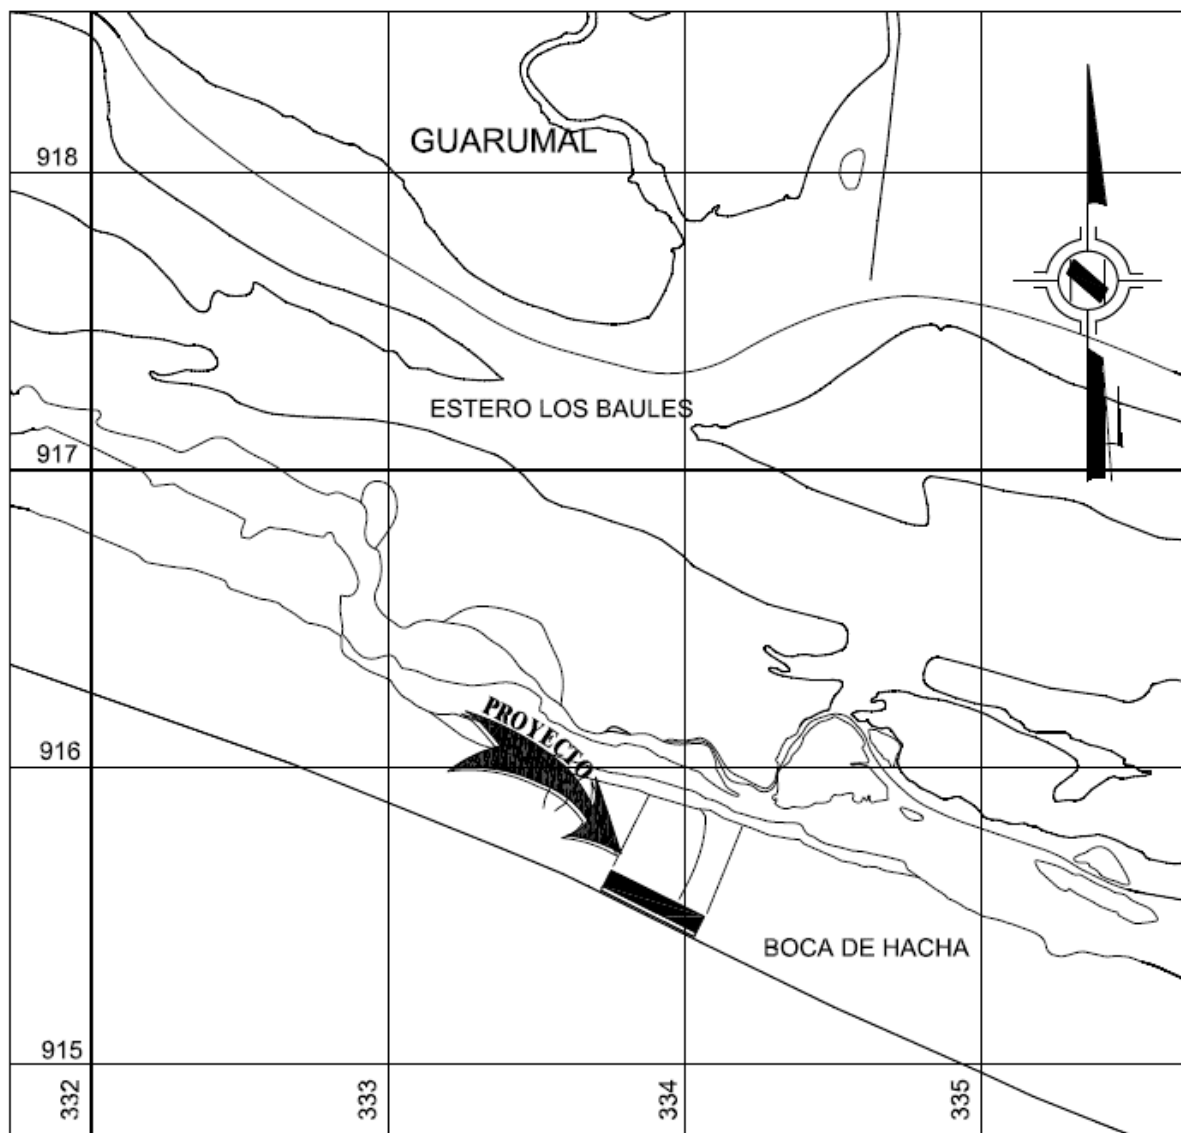 918
GUARUMAL
ESTERO LOS BAULES
917
PROYECTO
916
BOCA DE HACHA
915
332
333
334
335